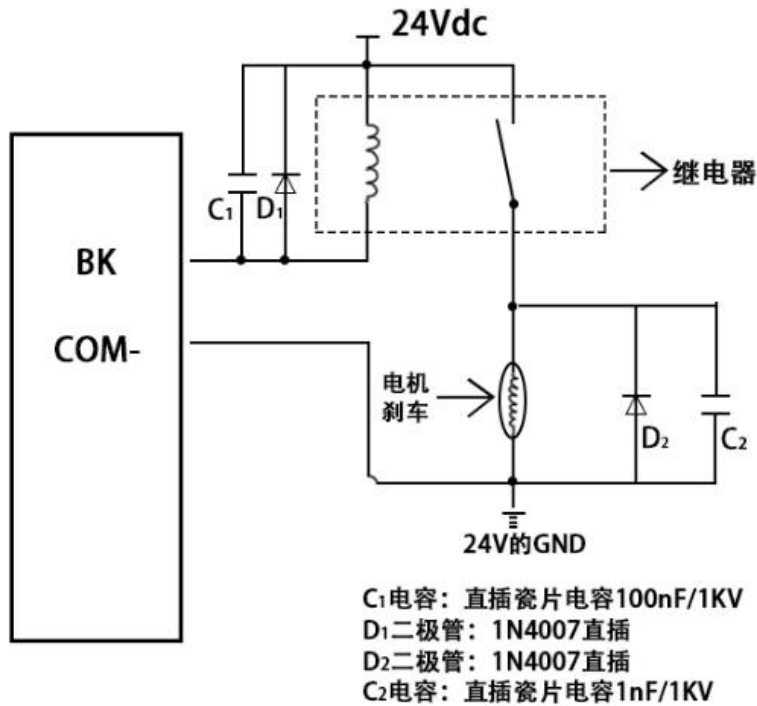 24Vdc
继电器
C1
D1
BK
COM-
电机
刹车
D2
C2
24V的GND
C1电容：直插瓷片电容100nF/1KV
D1二极管：1N4007直插
D2二极管：1N4007直插
C2电容：直插瓷片电容1nF/1KV